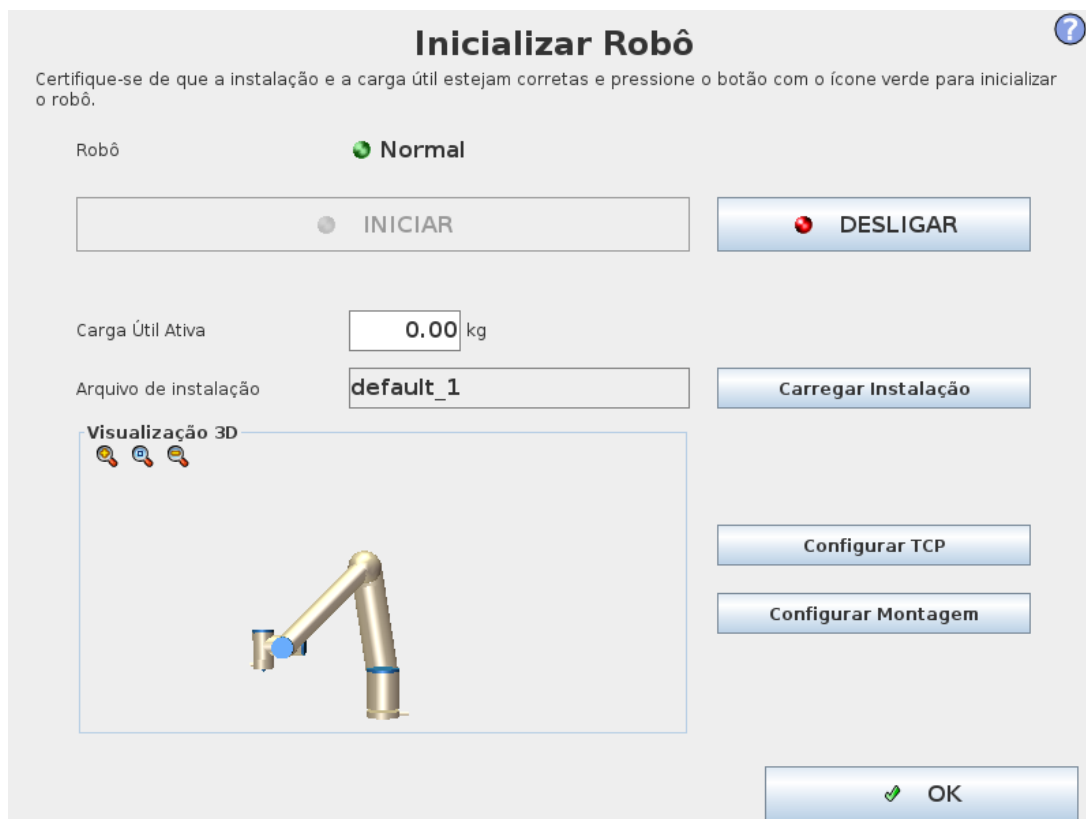 Inicializar Robô
?
Certifique-se de que a instalação e a carga útil estejam corretas e pressione o botão com o ícone verde para inicializar
o robô.
Robô
Normal
INICIAR
DESLIGAR
Carga Útil Ativa
0.00 kg
Arquivo de instalação
default_1
Carregar Instalação
Visualização 3D
Configurar TCP
Configurar Montagem
OK